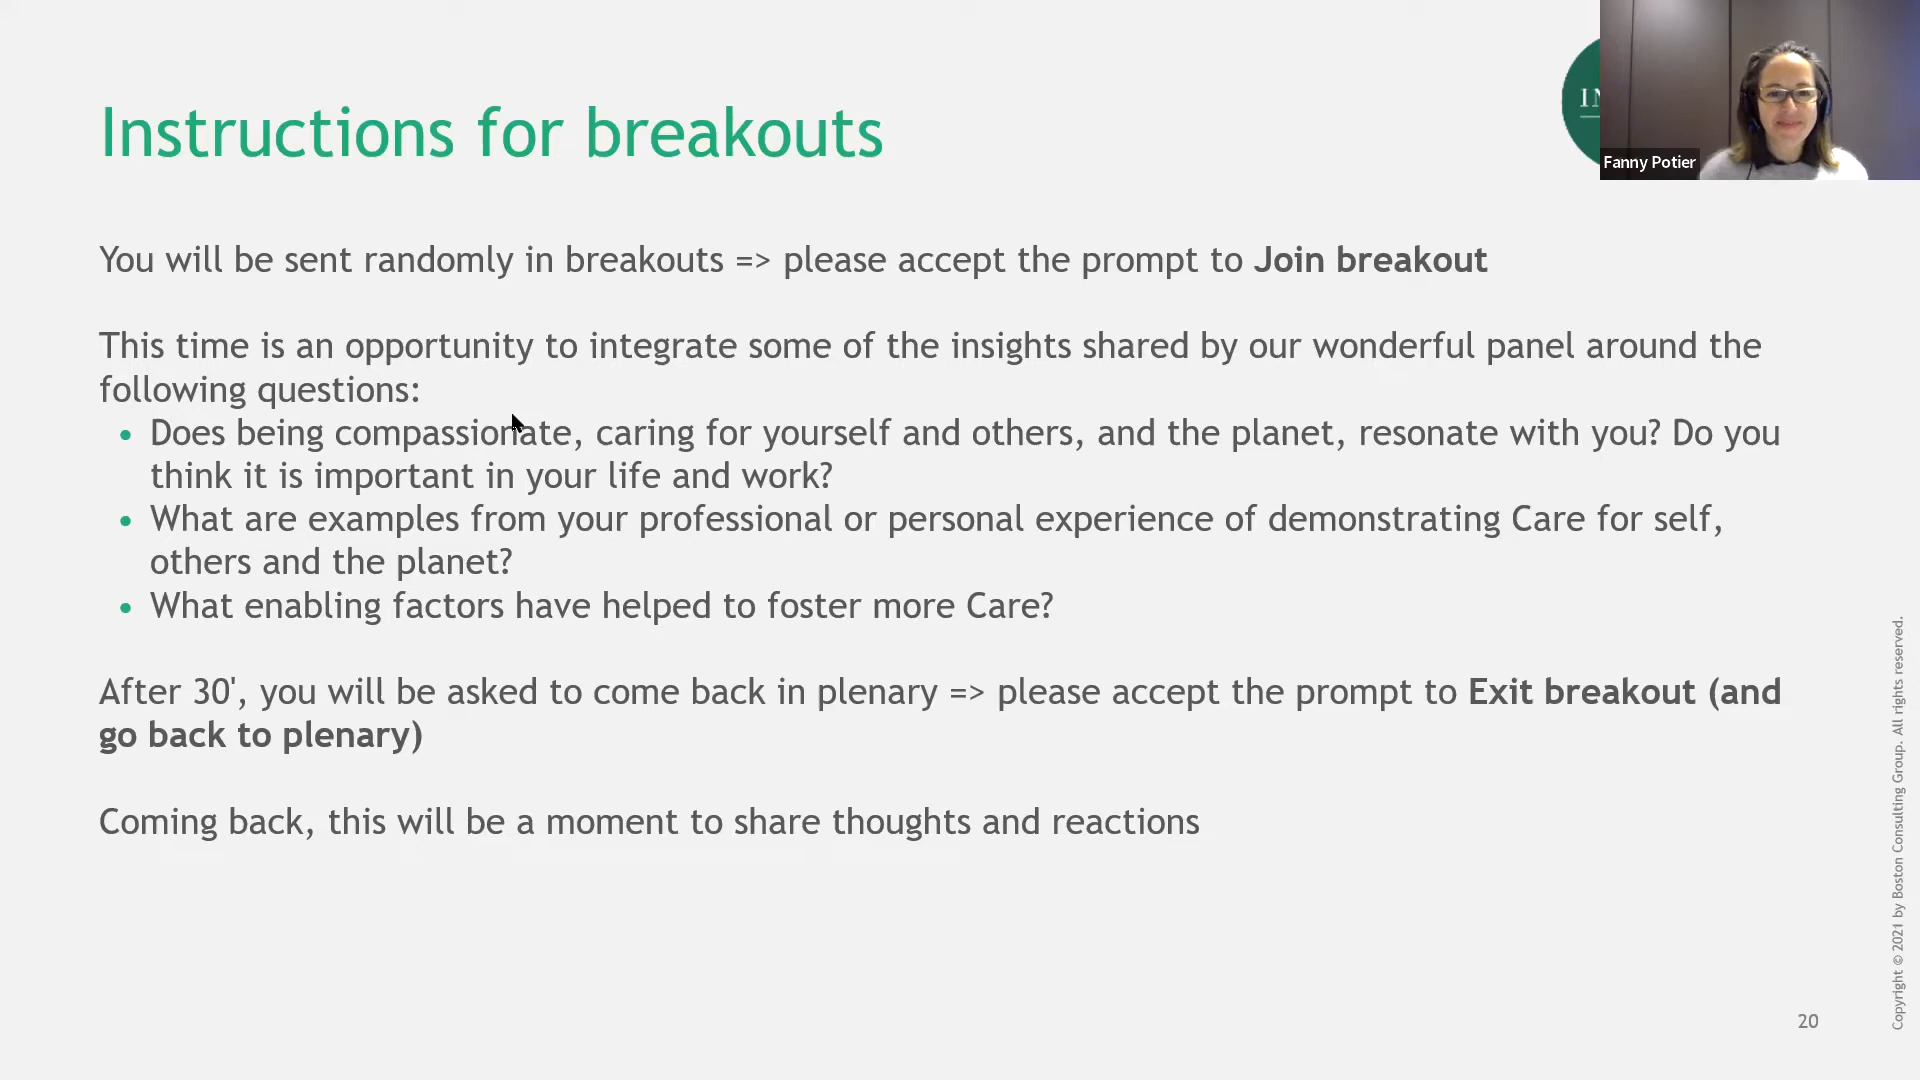 Instructions for breakouts
Fanny Potier
You will be sent randomly in breakouts => please accept the prompt to Join breakout
This time is an opportunity to integrate some of the insights shared by our wonderful panel around the
following questions:
• Does being compassionate, caring for yourself and others, and the planet, resonate with you? Do you
think it is important in your life and work?
• What are examples from your professional or personal experience of demonstrating Care for self,
others and the planet?
• What enabling factors have helped to foster more Care?
After 30', you will be asked to come back in plenary => please accept the prompt to Exit breakout (and
go back to plenary)
Coming back, this will be a moment to share thoughts and reactions
20
Copyright © 2021 by Boston Consulting Group. All rights reserved.